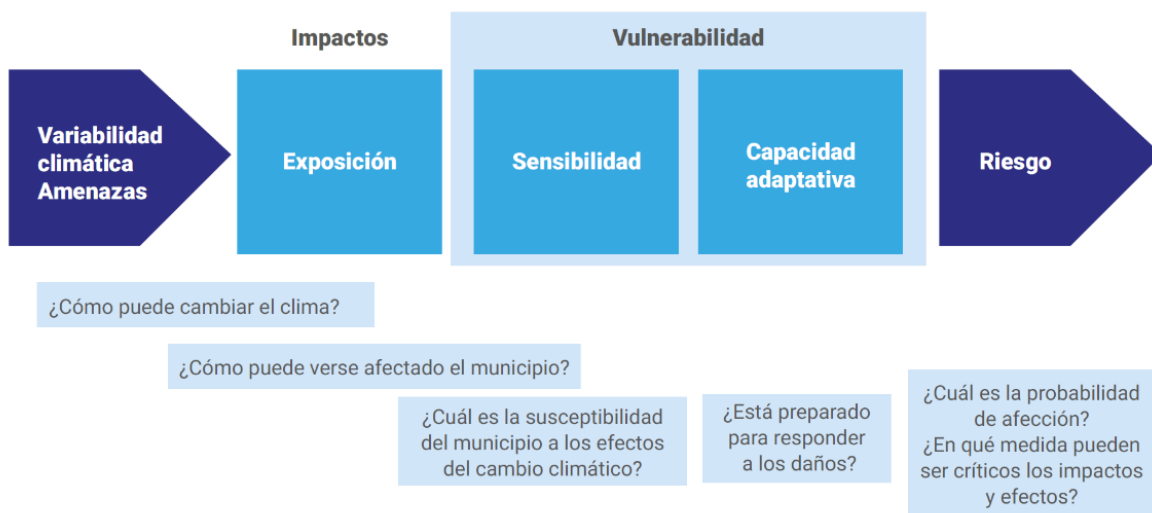 Impactos
Vulnerabilidad
Variabilidad
climática
Amenazas
Exposición
Sensibilidad
Capacidad
adaptativa
Riesgo
¿Cómo puede cambiar el clima?
¿Cómo puede verse afectado el municipio?
¿Cuál es la susceptibilidad
del municipio a los efectos
del cambio climático?
¿Está preparado
para responder
a los daños?
¿Cuál es la probabilidad
de afección?
¿En qué medida pueden
ser críticos los impactos
y efectos?